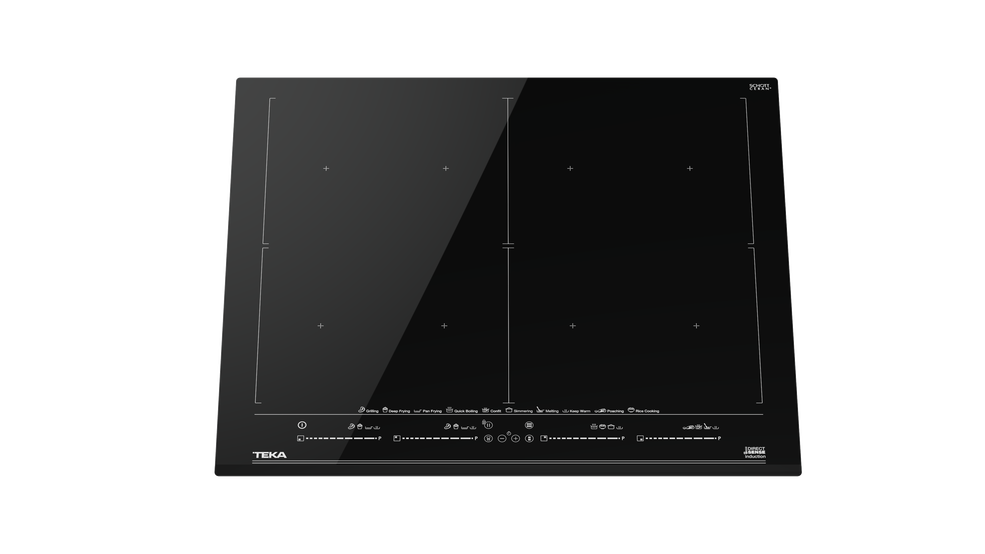 SCHOTT
CERAN®
Grilling Deep Frying Pan Frying Quick Boiling Confit Simmering Melting Keep Warm Poaching Rice Cooking
P P P P
TEKA
DIRECT
SENSE
Induction